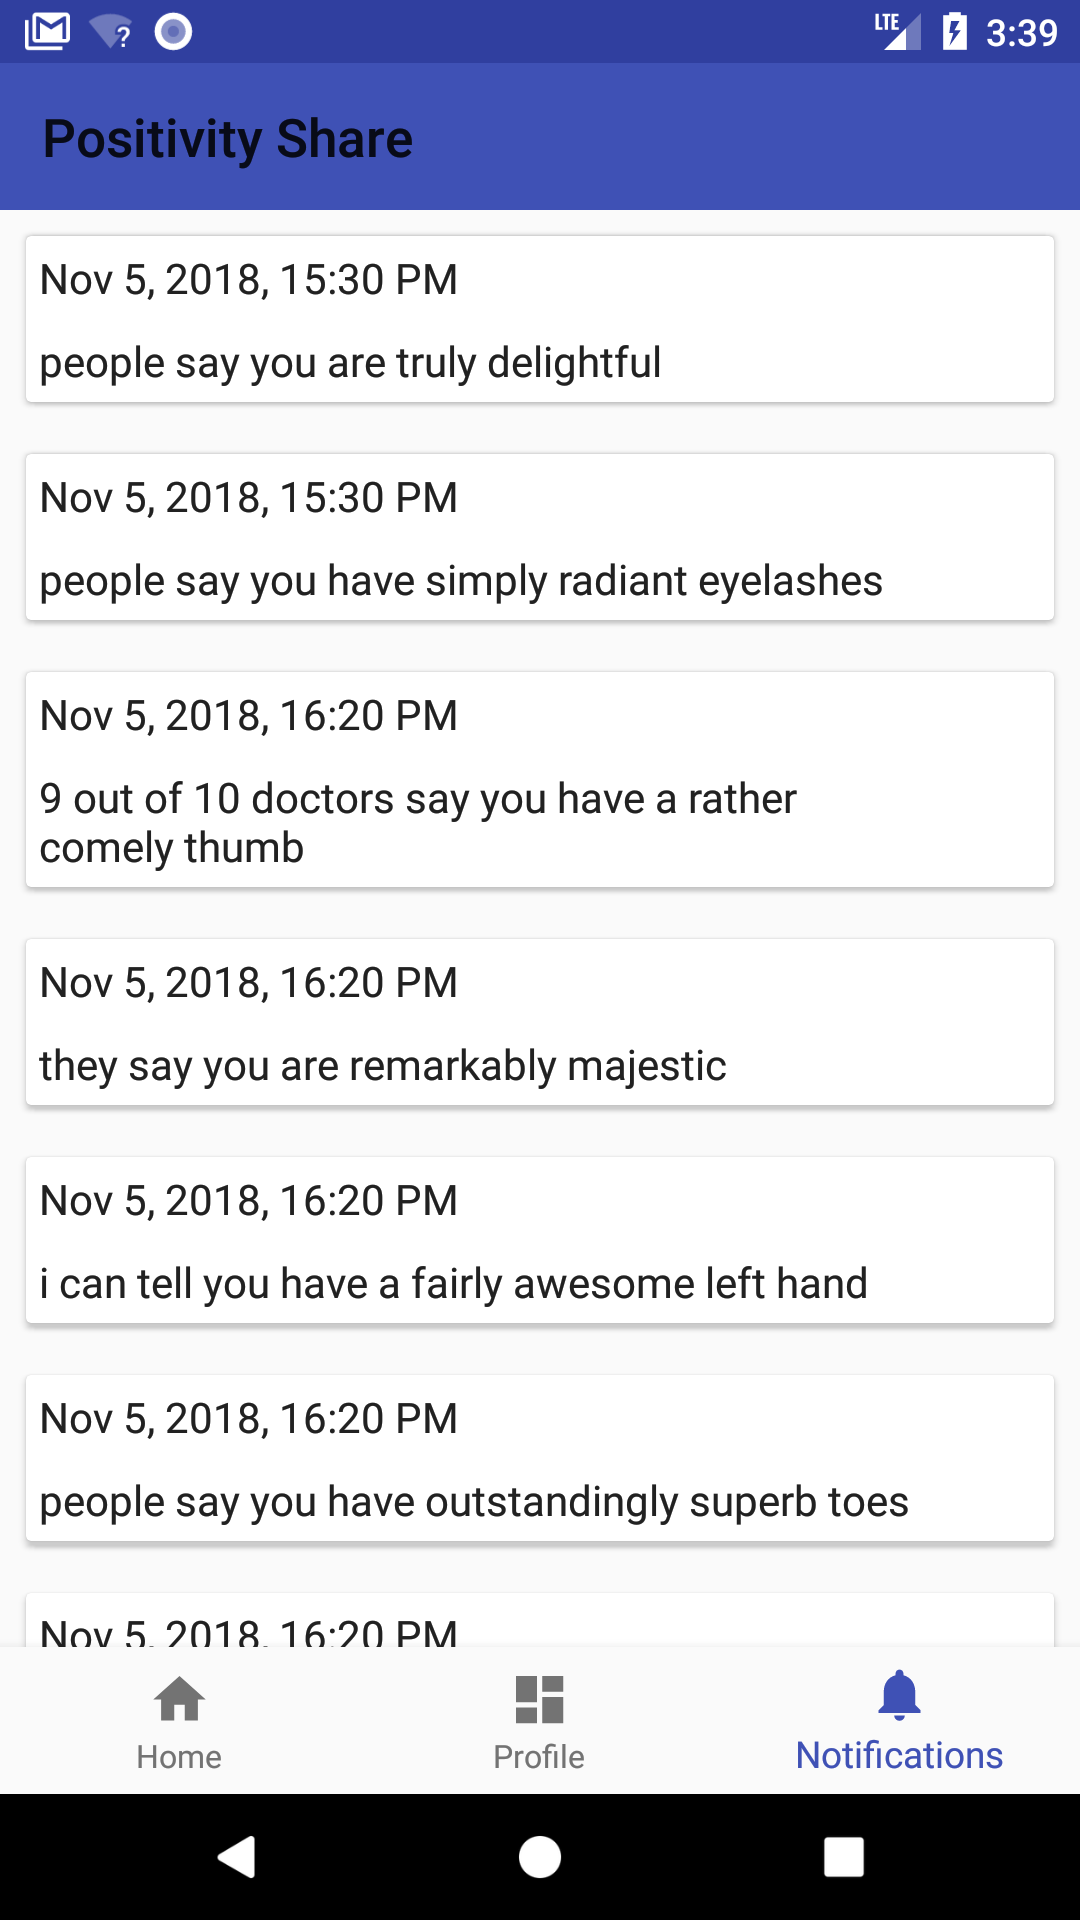 LTE 3:39
Positivity Share
Nov 5, 2018, 15:30 PM
people say you are truly delightful
Nov 5, 2018, 15:30 PM
people say you have simply radiant eyelashes
Nov 5, 2018, 16:20 PM
9 out of 10 doctors say you have a rather
comely thumb
Nov 5, 2018, 16:20 PM
they say you are remarkably majestic
Nov 5, 2018, 16:20 PM
i can tell you have a fairly awesome left hand
Nov 5, 2018, 16:20 PM
people say you have outstandingly superb toes
Nov 5, 2018, 16:20 PM
Home Profile Notifications